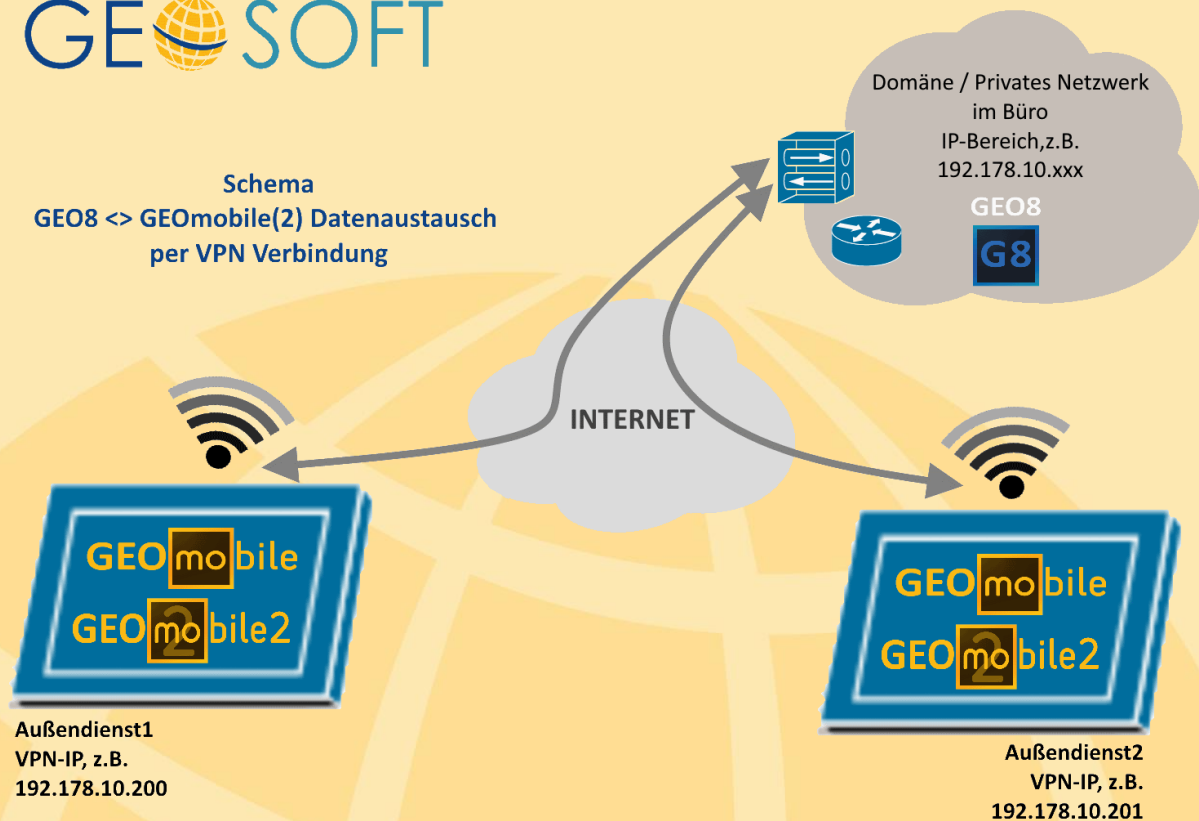 GEOSOFT
Domäne / Privates Netzwerk
im Büro
IP-Bereich,z.B.
192.178.10.xxx
GEO8
G8
Schema
GEO8 <> GEOmobile(2) Datenaustausch
per VPN Verbindung
INTERNET
GEOmobile
GEOmobile2
Außendienst1
VPN-IP, z.B.
192.178.10.200
GEOmobile
GEOmobile2
Außendienst2
VPN-IP, z.B.
192.178.10.201